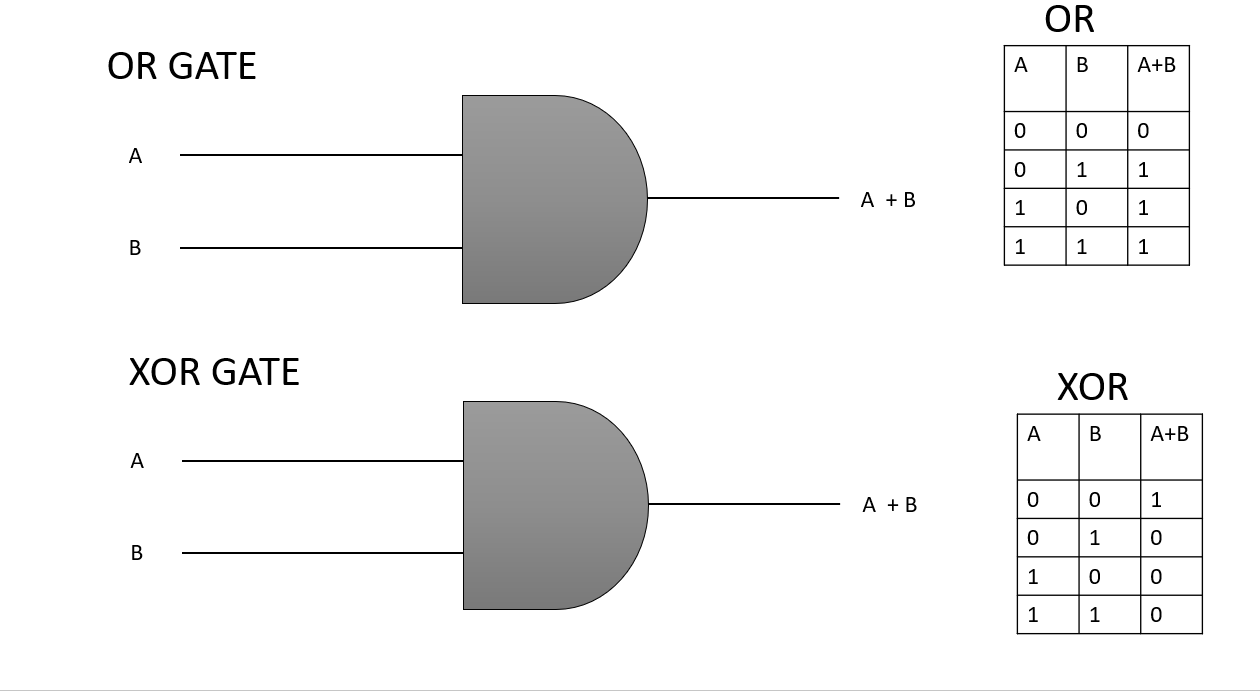 OR GATE
A
B
A + B
OR
A B A+B
0 0 0
0 1 1
1 0 1
1 1 1
XOR GATE
A
B
A + B
XOR
A B A+B
0 0 1
0 1 0
1 0 0
1 1 0